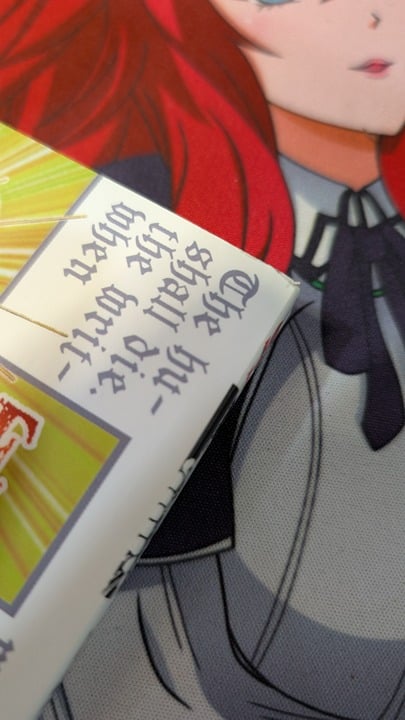 The hu-
shall die.
the writ-
when